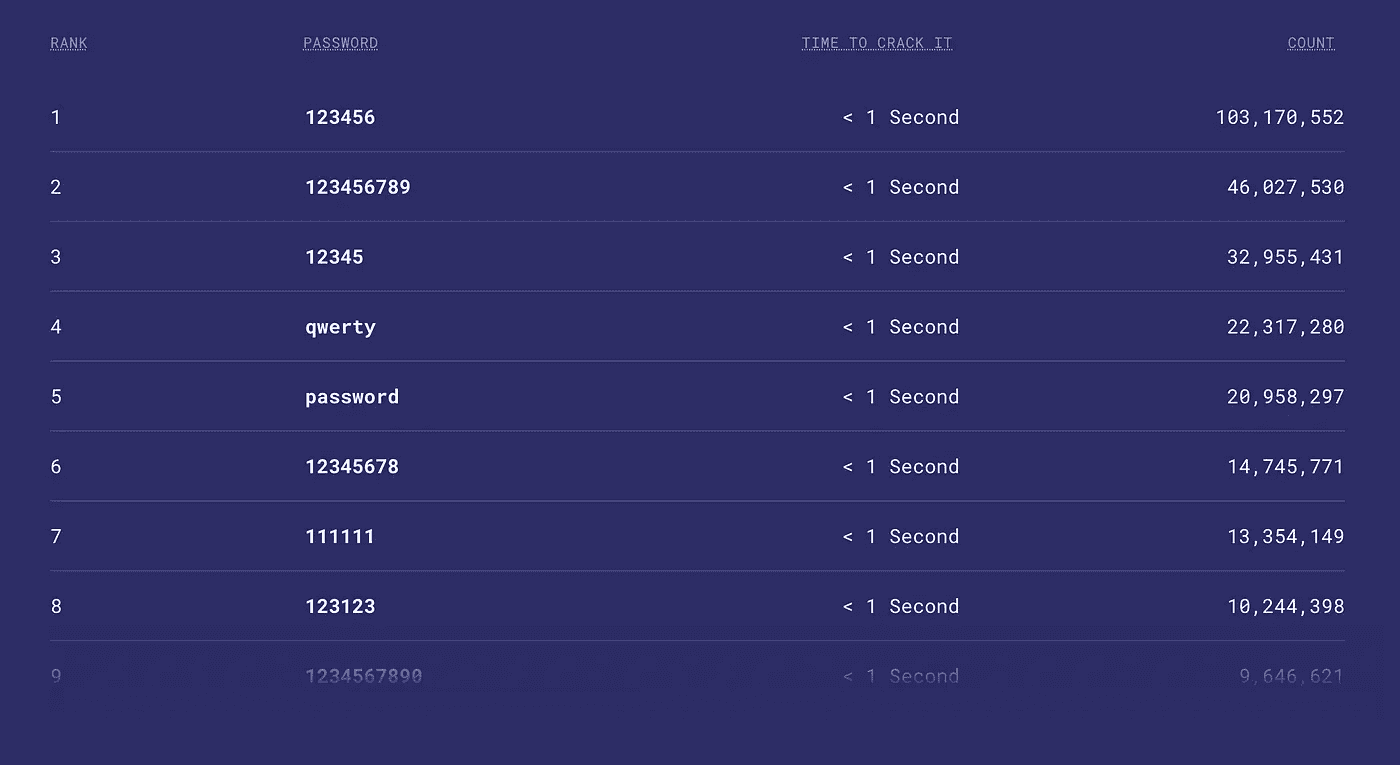 RANK PASSWORD TIME TO CRACK IT COUNT
1 123456 < 1 Second 103,170,552
2 123456789 < 1 Second 46,027,530
3 12345 < 1 Second 32,955,431
4 qwerty < 1 Second 22,317,280
5 password < 1 Second 20,958,297
6 12345678 < 1 Second 14,745,771
7 111111 < 1 Second 13,354,149
8 123123 < 1 Second 10,244,398
9 1234567890 < 1 Second 9,646,621